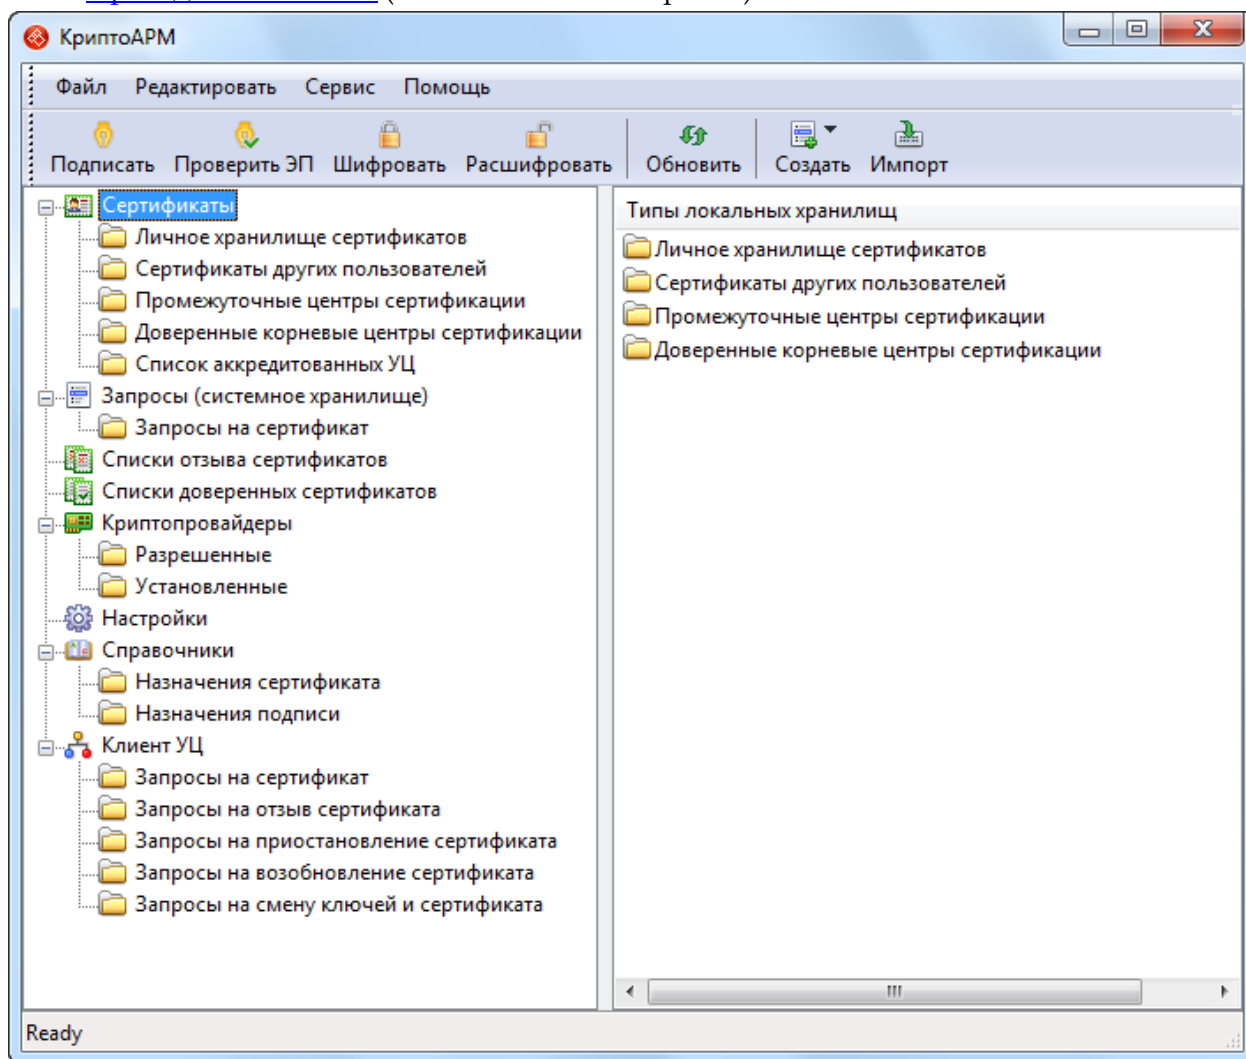 КриптоАРМ
Файл Редактировать Сервис Помощь
Подписать Проверить ЭП Шифровать Расшифровать Обновить Создать Импорт
Сертификаты
Личное хранилище сертификатов
Сертификаты других пользователей
Промежуточные центры сертификации
Доверенные корневые центры сертификации
Список аккредитованных УЦ
Запросы (системное хранилище)
Запросы на сертификат
Списки отзыва сертификатов
Списки доверенных сертификатов
Криптопровайдеры
Разрешенные
Установленные
Настройки
Справочники
Назначения сертификата
Назначения подписи
Клиент УЦ
Запросы на сертификат
Запросы на отзыв сертификата
Запросы на приостановление сертификата
Запросы на возобновление сертификата
Запросы на смену ключей и сертификата
Типы локальных хранилищ
Личное хранилище сертификатов
Сертификаты других пользователей
Промежуточные центры сертификации
Доверенные корневые центры сертификации
Ready